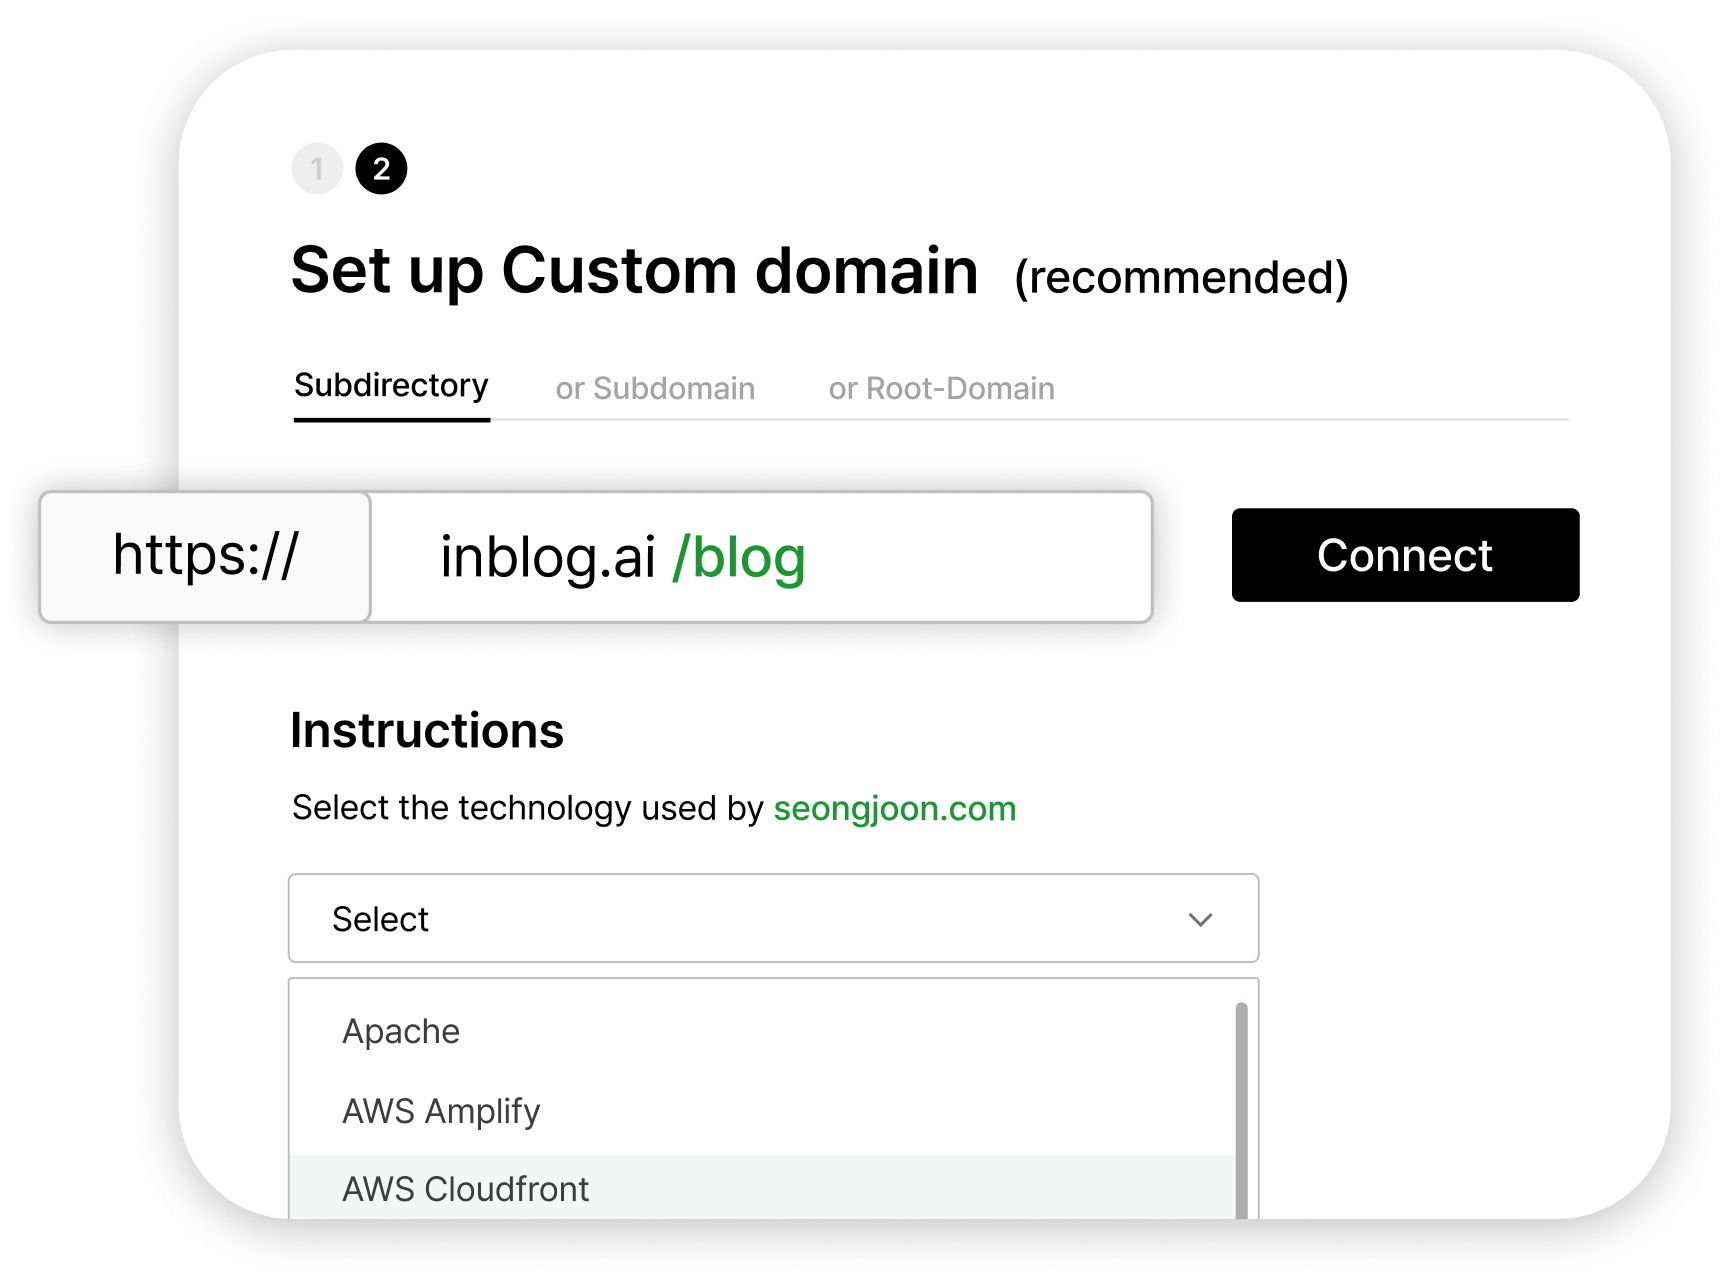 1 2
Set up Custom domain (recommended)
Subdirectory or Subdomain or Root-Domain
https:// inblog.ai /blog Connect
Instructions
Select the technology used by seongjoon.com
Select
Apache
AWS Amplify
AWS Cloudfront